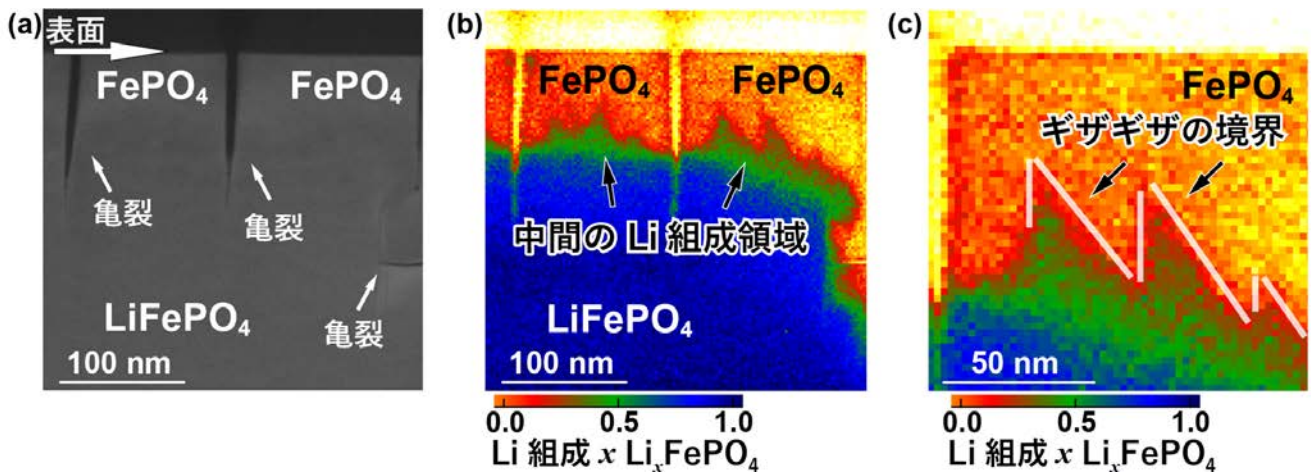 (a)
表面
FePO₄
FePO₄
亀裂
亀裂
亀裂
LiFePO₄
100 nm
(b)
FePO₄
FePO₄
中間の Li 組成領域
LiFePO₄
100 nm
0.0 0.5 1.0
Li 組成 x LiₓFePO₄
(c)
FePO₄
ギザギザの境界
50 nm
0.0 0.5 1.0
Li 組成 x LiₓFePO₄